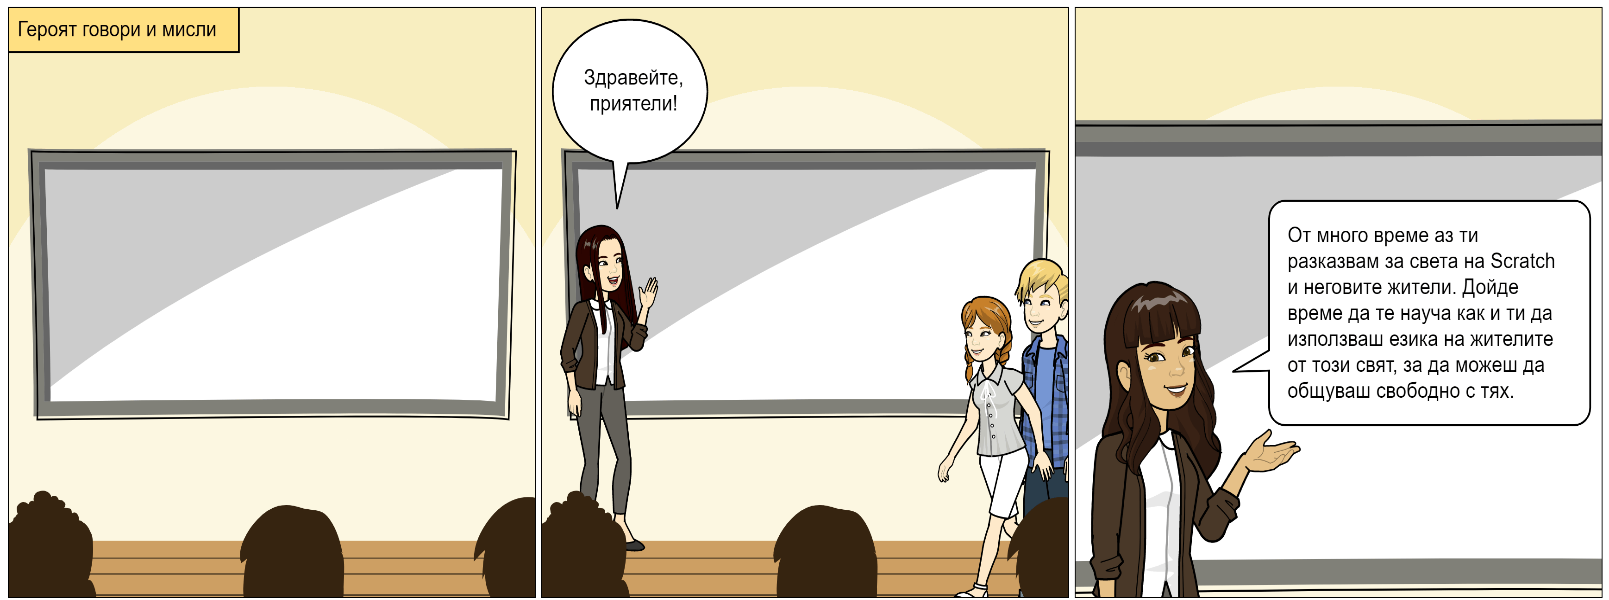 Героят говори и мисли
Здравейте,
приятели!
От много време аз ти
разказвам за света на Scratch
и неговите жители. Дойде
време да те науча как и ти да
използваш езика на жителите
от този свят, за да можеш да
общуваш свободно с тях.